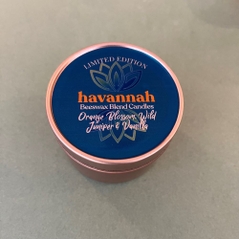 LIMITED EDITION
havannah
Beeswax Blend Candles
Orange Blossom, Wild
Juniper & Vanilla